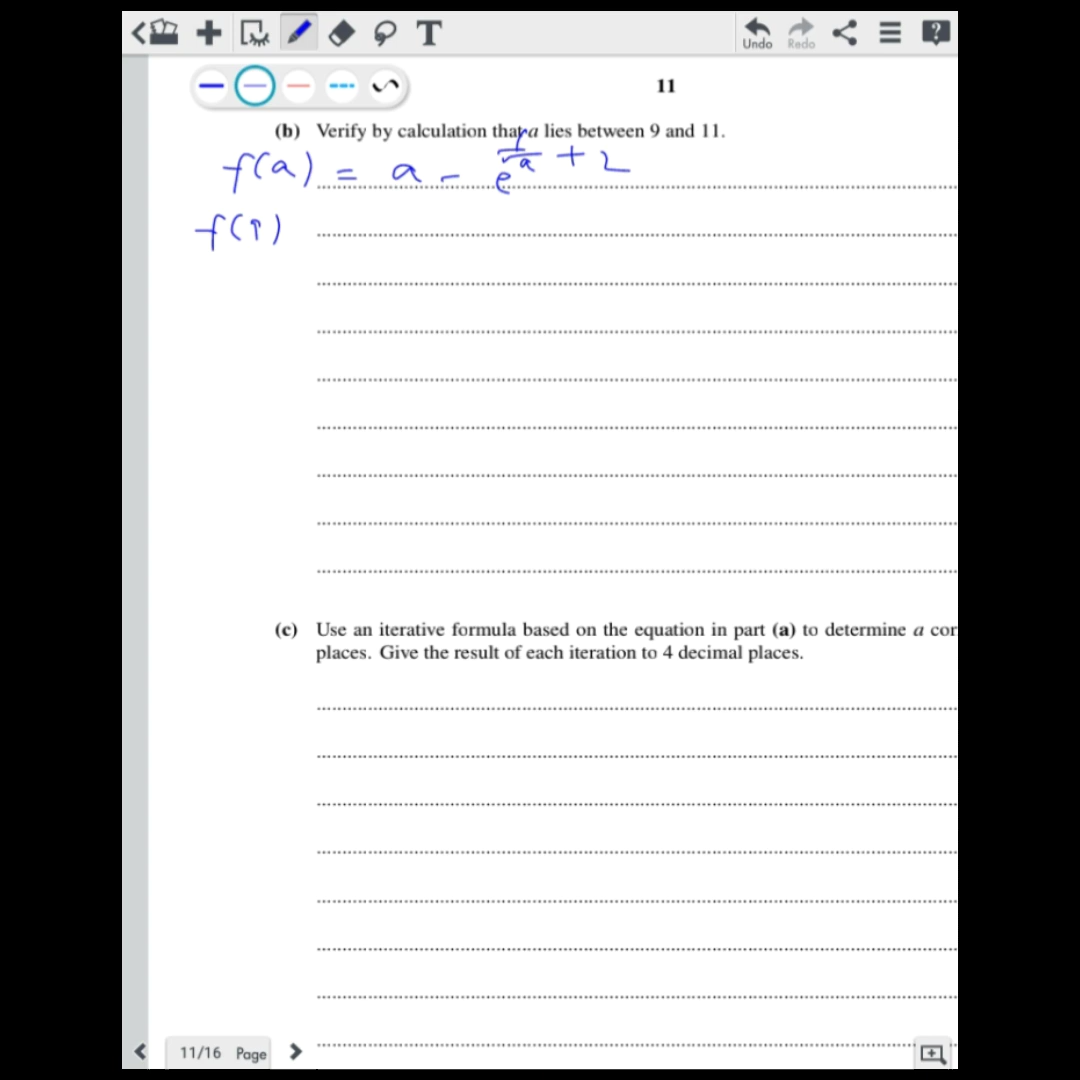 T
Undo
Redo
?
11
(b) Verify by calculation that a lies between 9 and 11.
f(a) = a - e^(1/√a) + 2
f(9)
(c) Use an iterative formula based on the equation in part (a) to determine a cor
places. Give the result of each iteration to 4 decimal places.
11/16 Page